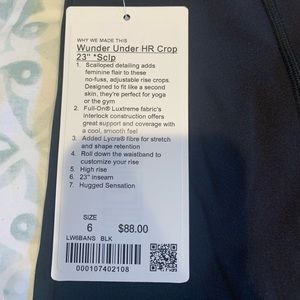 WHY WE MADE THIS
Wunder Under HR Crop
23" *Sclp
1. Scalloped detailing adds
feminine flair to these
no-fuss, adjustable rise crops.
Designed to fit like a second
skin, they're perfect for yoga
or the gym
2. Full-On® Luxtreme fabric's
interlock construction offers
great support and coverage with
a cool, smooth feel
3. Added Lycra® fibre for stretch
and shape retention
4. Roll down the waistband to
customize your rise
5. High rise
6. 23" inseam
7. Hugged Sensation
SIZE
6 $88.00
LW6BANS BLK
000107402108